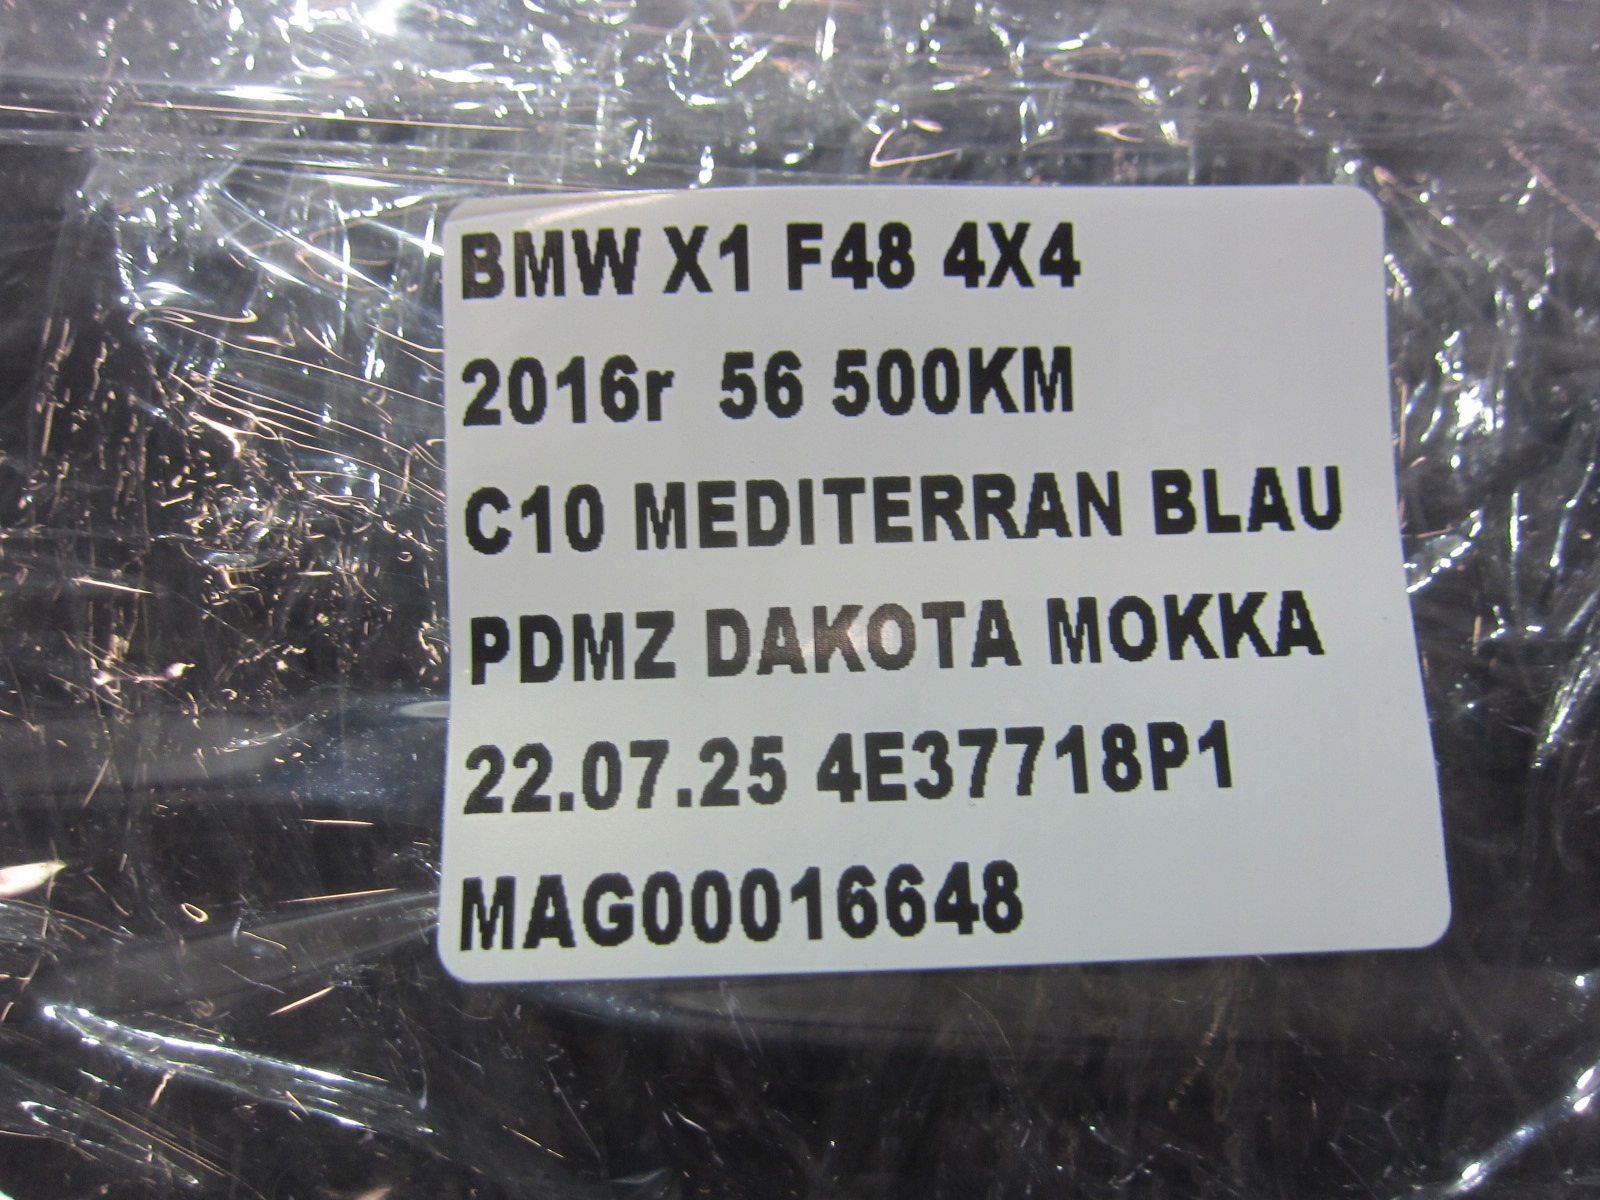 BMW X1 F48 4X4
2016r 56 500KM
C10 MEDITERRAN BLAU
PDMZ DAKOTA MOKKA
22.07.25 4E37718P1
MAG00016648